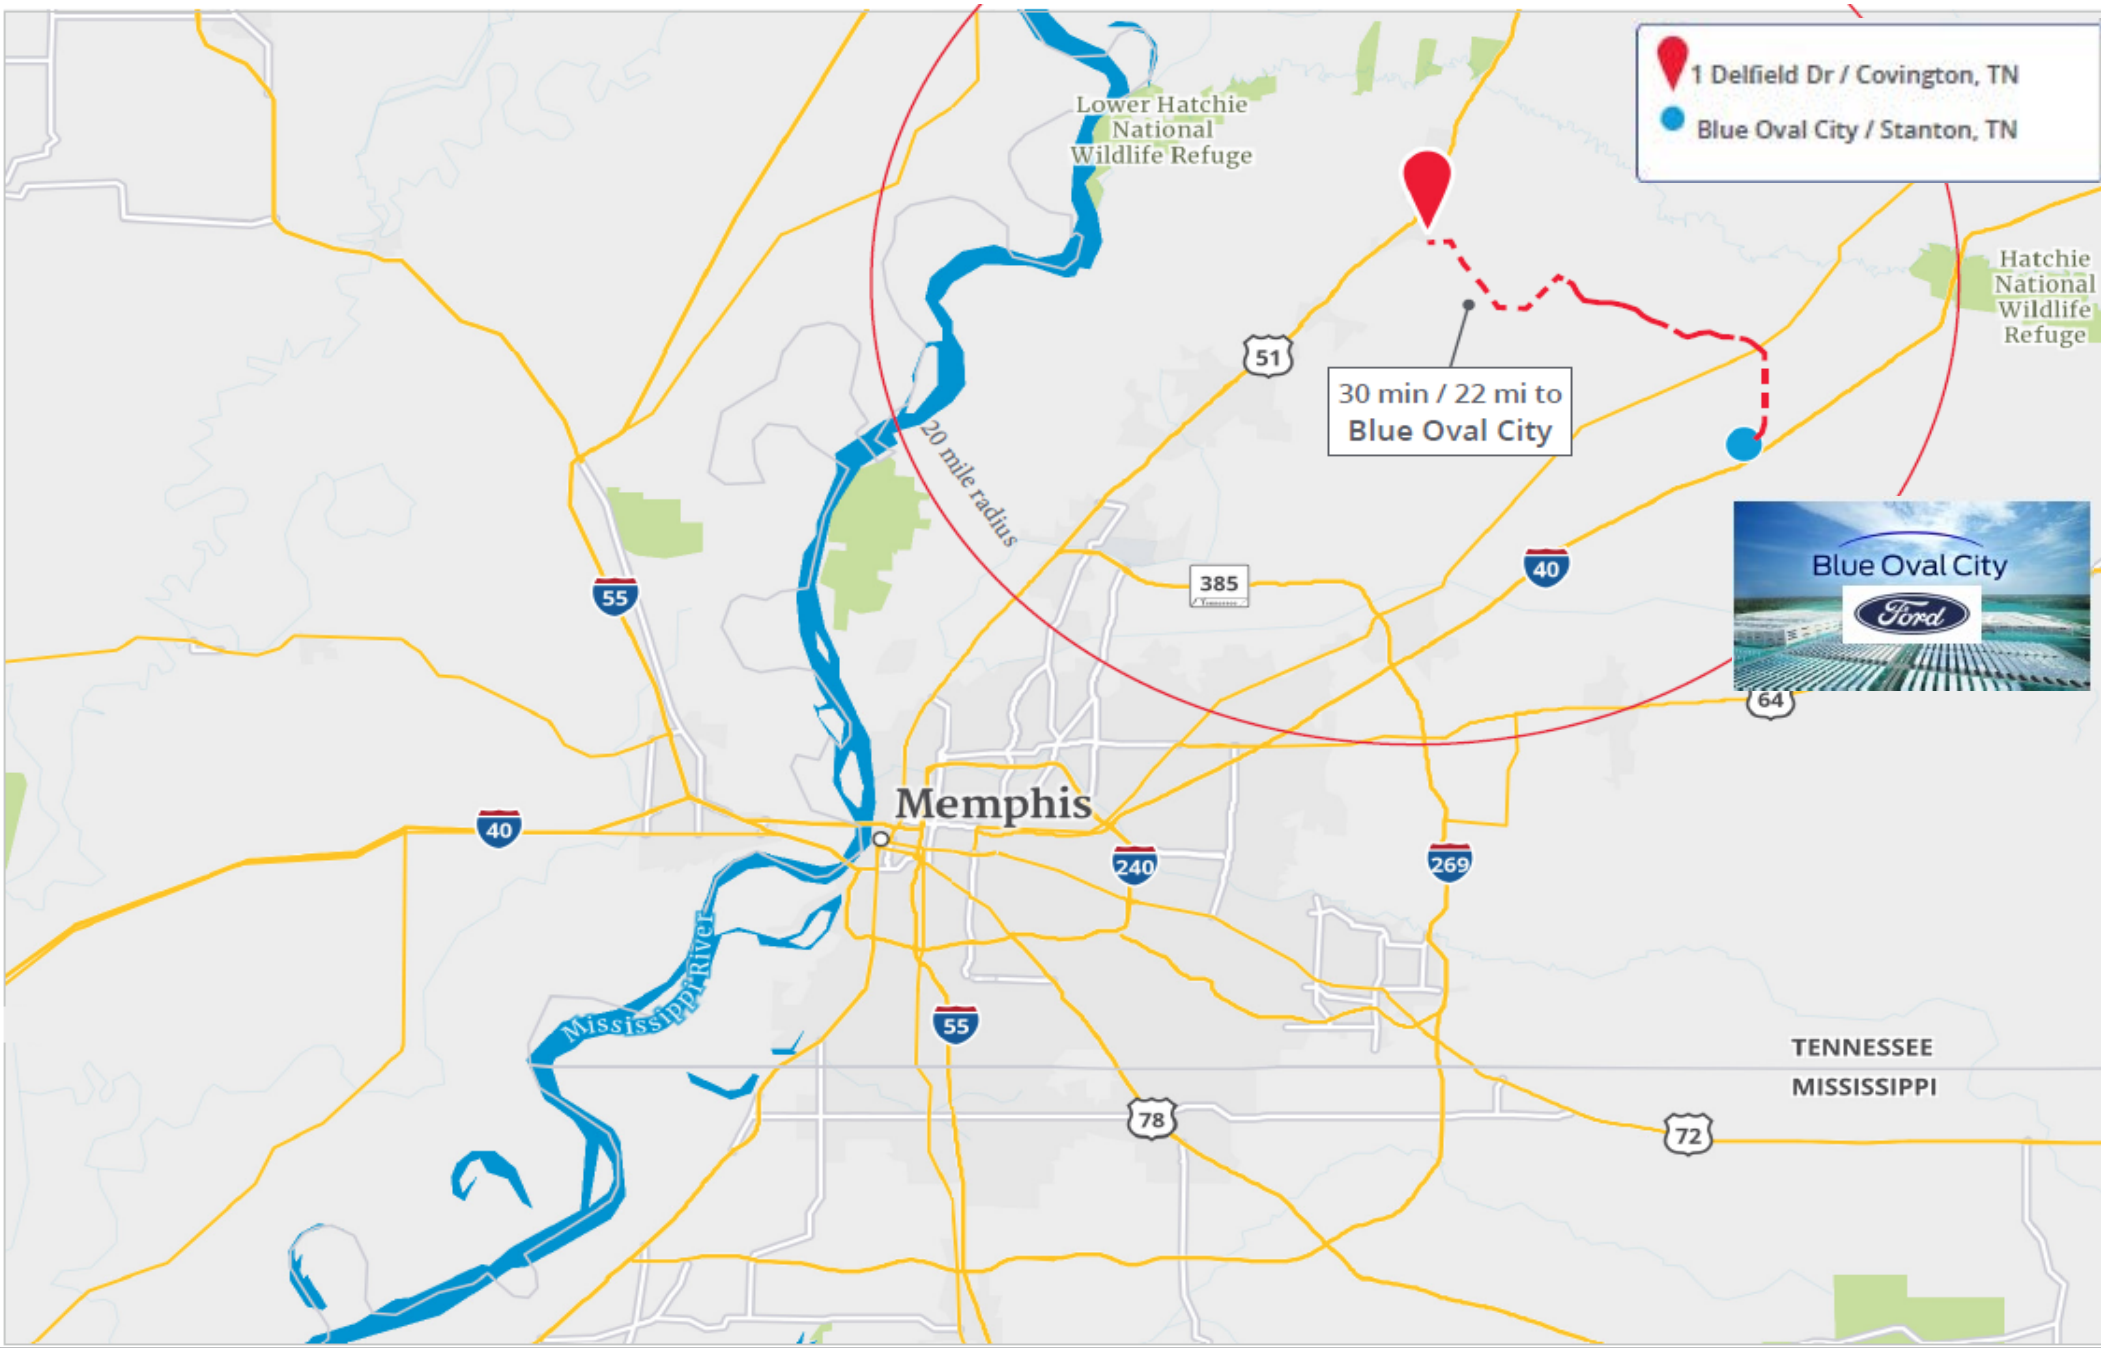 1 Delfield Dr / Covington, TN
Blue Oval City / Stanton, TN
Lower Hatchie
National
Wildlife Refuge
Hatchie
National
Wildlife
Refuge
51
30 min / 22 mi to
Blue Oval City
20 mile radius
40
385
Tennessee
55
Blue Oval City
Ford
64
Memphis
40
240
269
Mississippi River
55
TENNESSEE
MISSISSIPPI
78
72